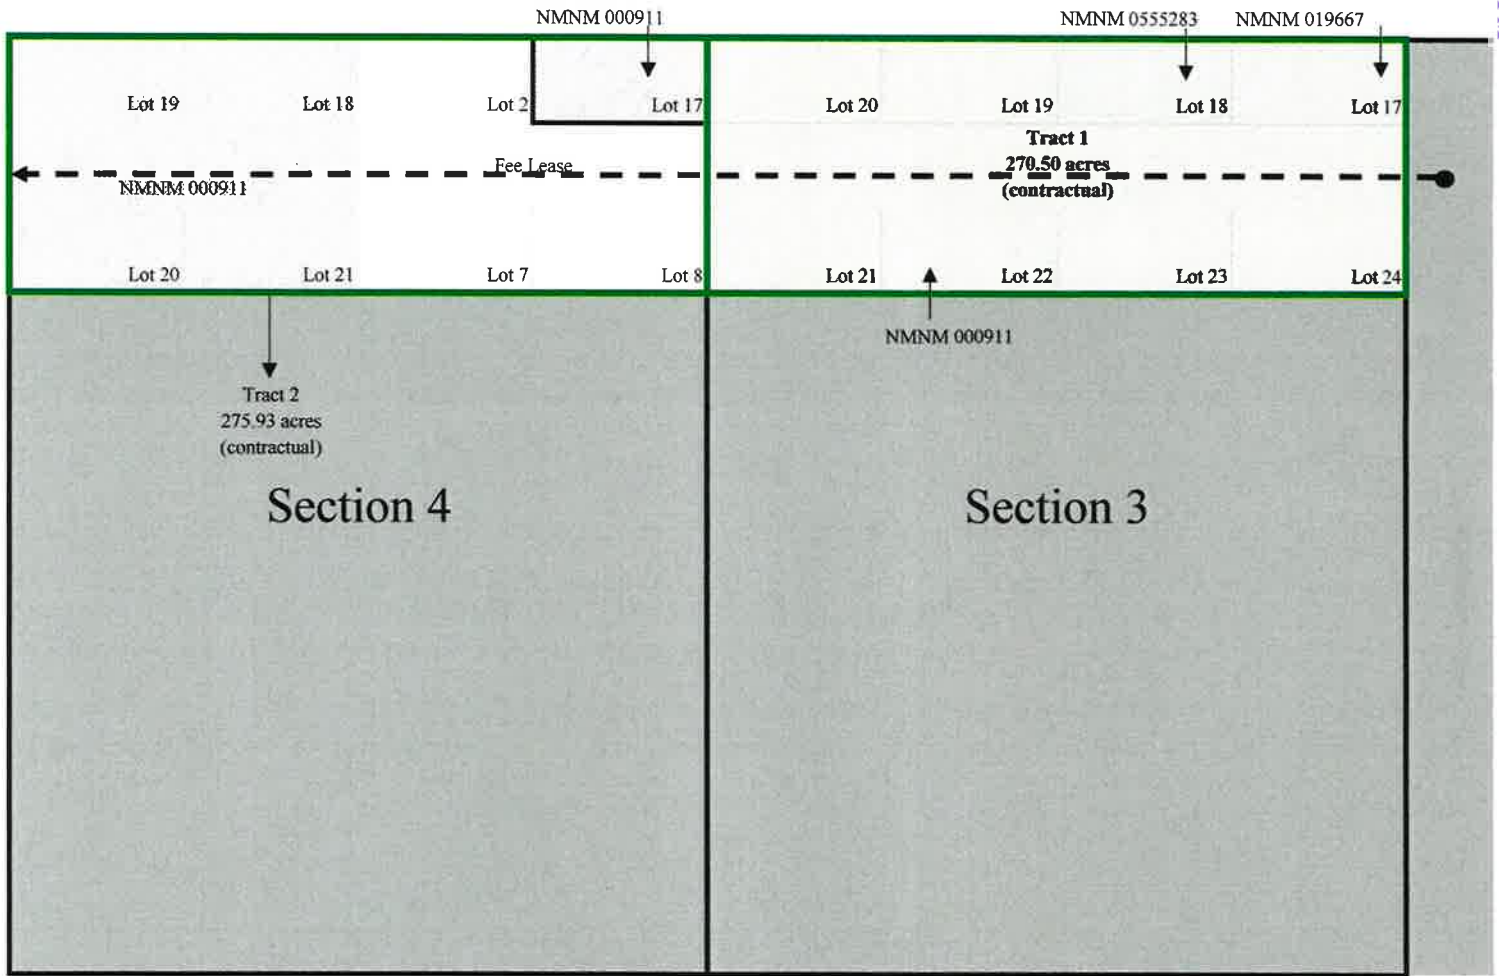 NMNM 000911
NMNM 0555283
NMNM 019667
Lot 19
Lot 18
Lot 2
Lot 17
Lot 20
Lot 19
Lot 18
Lot 17
Tract 1
270.50 acres
(contractual)
Fee Lease
NMNM 000911
Lot 20
Lot 21
Lot 7
Lot 8
Lot 21
Lot 22
Lot 23
Lot 24
NMNM 000911
Tract 2
275.93 acres
(contractual)
Section 4
Section 3